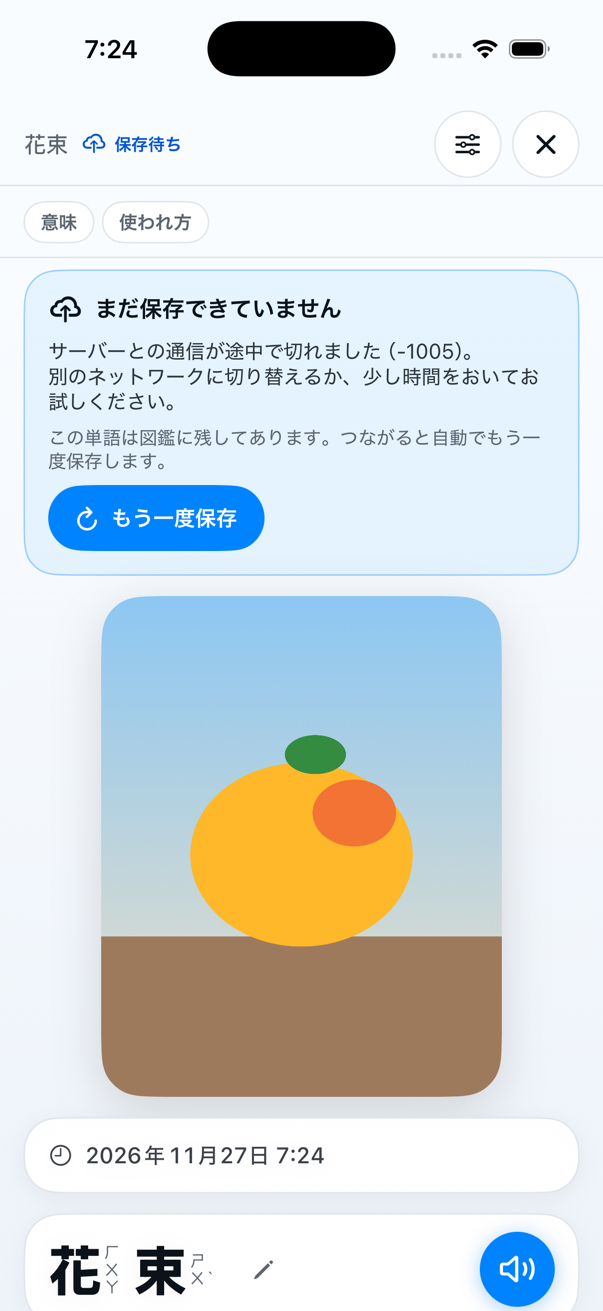 7:24
花束 保存待ち
意味 使われ方
まだ保存できていません
サーバーとの通信が途中で切れました (-1005)。
別のネットワークに切り替えるか、少し時間をおいてお
試しください。
この単語は図鑑に残してあります。つながると自動でもう一
度保存します。
もう一度保存
2026年11月27日 7:24
花ㄏㄨㄚ 束ㄕㄨˋ